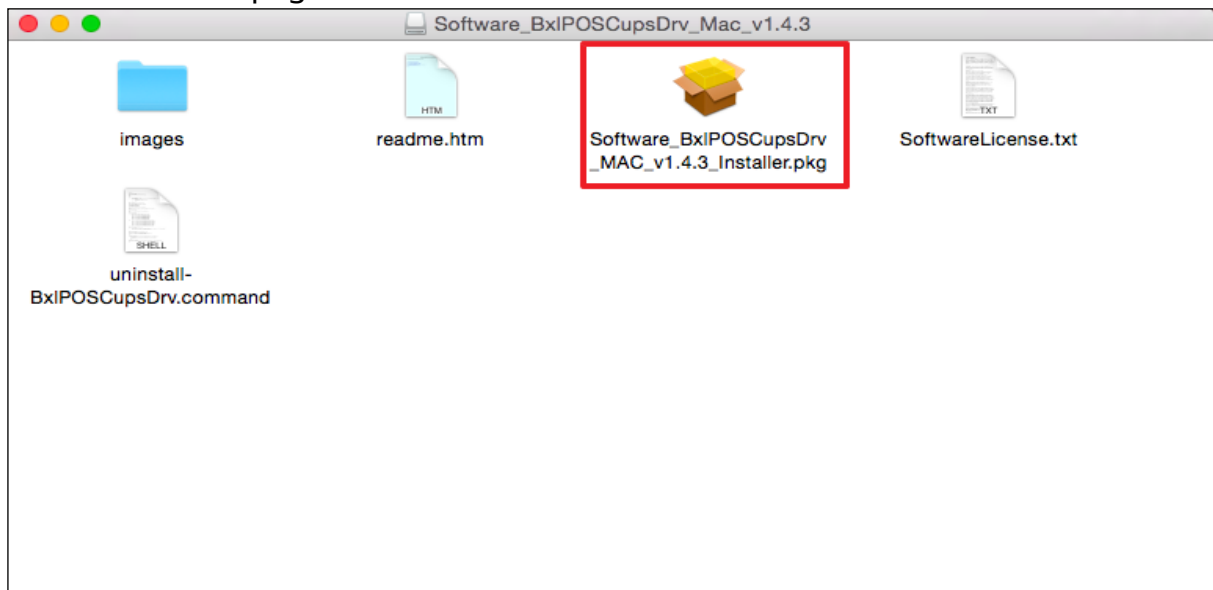 Software_BxlPOSCupsDrv_Mac_v1.4.3
HTM
TXT
images
readme.htm
Software_BxlPOSCupsDrv
_MAC_v1.4.3_Installer.pkg
SoftwareLicense.txt
SHELL
uninstall-
BxlPOSCupsDrv.command